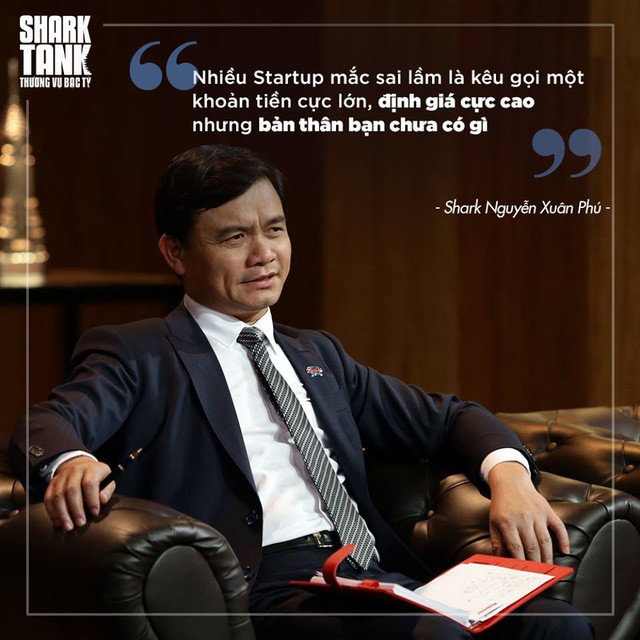 SHARK
TANK
THƯƠNG VỤ BẠC TỶ
Nhiều Startup mắc sai lầm là kêu gọi một
khoản tiền cực lớn, định giá cực cao
nhưng bản thân bạn chưa có gì
- Shark Nguyễn Xuân Phú -